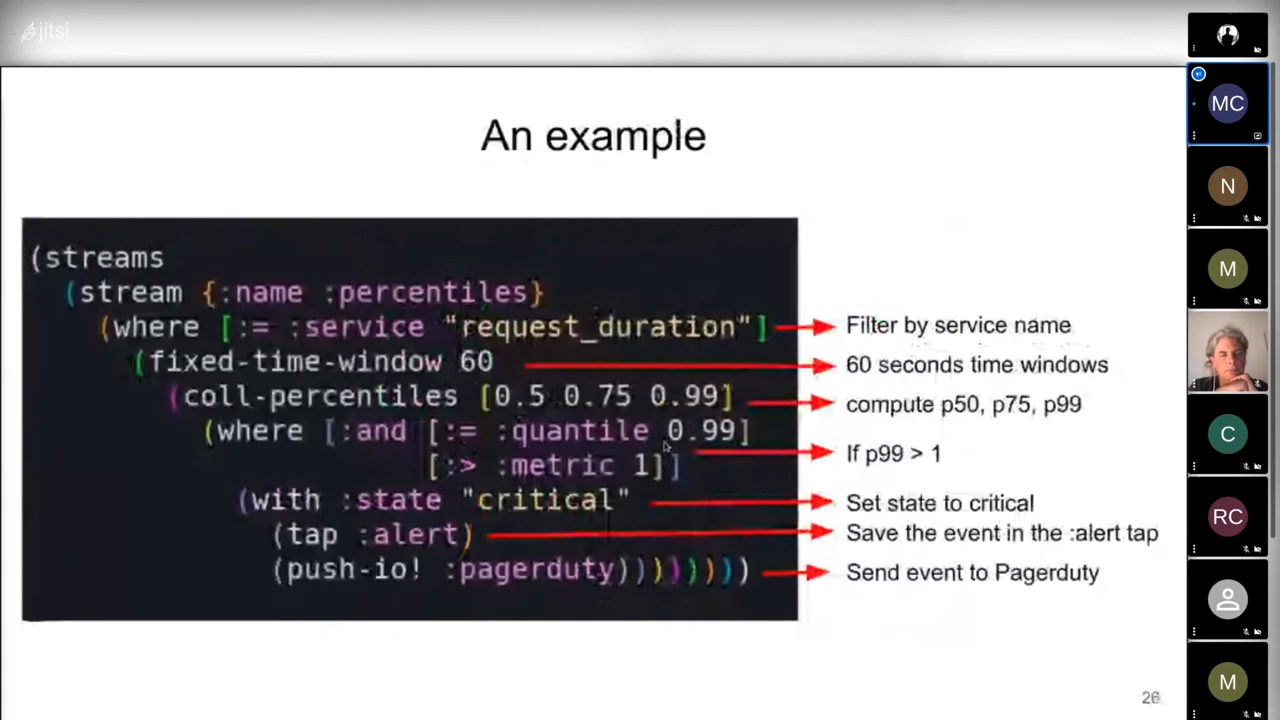 jitsi
An example
(streams
(stream {:name :percentiles}
(where [:= :service "request_duration"]
(fixed-time-window 60
(coll-percentiles [0.5 0.75 0.99]
(where [:and [:= :quantile 0.99]
[:> :metric 1]]
(with :state "critical"
(tap :alert)
(push-io! :pagerduty))))))))
Filter by service name
60 seconds time windows
compute p50, p75, p99
If p99 > 1
Set state to critical
Save the event in the :alert tap
Send event to Pagerduty
26
MC
N
M
C
RC
M